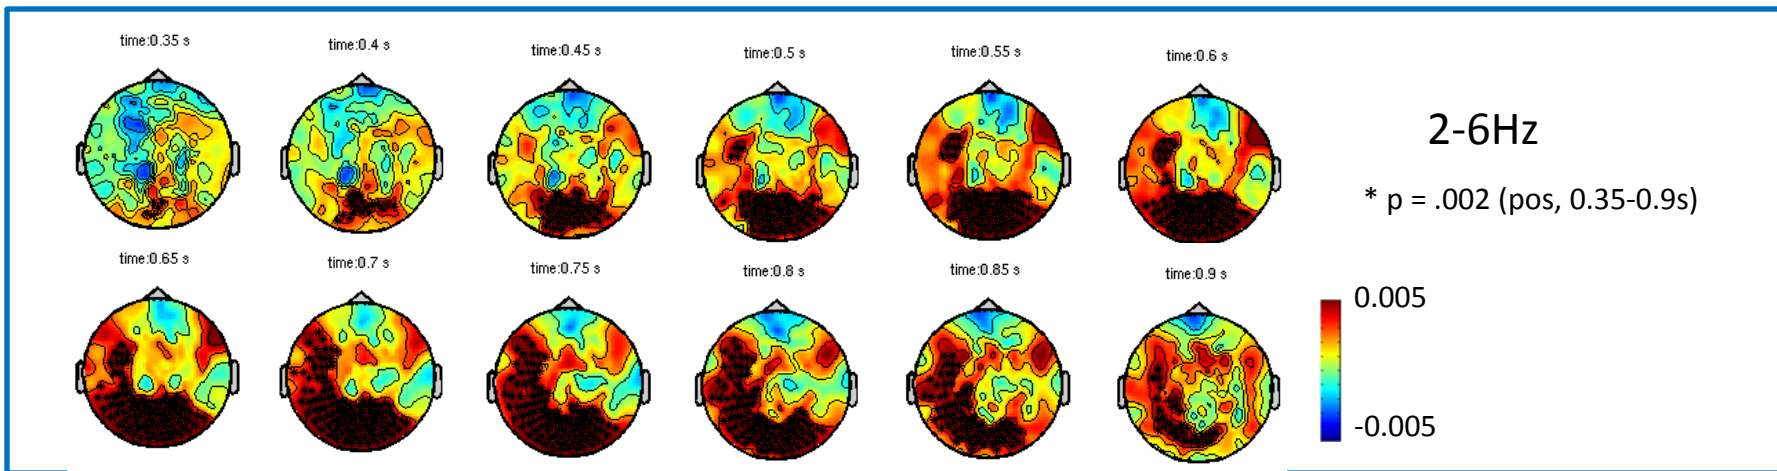 time:0.35 s
time:0.4 s
time:0.45 s
time:0.5 s
time:0.55 s
time:0.6 s
2-6Hz
* p = .002 (pos, 0.35-0.9s)
time:0.65 s
time:0.7 s
time:0.75 s
time:0.8 s
time:0.85 s
time:0.9 s
0.005
-0.005